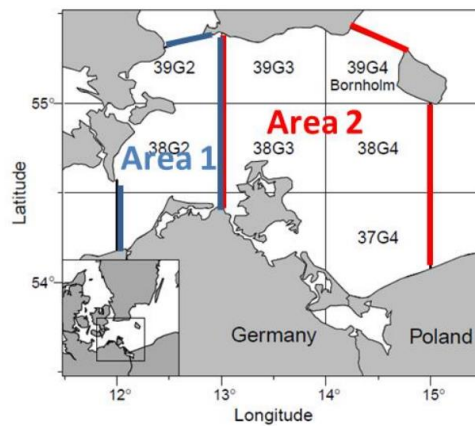 39G2
39G3
39G4
Bornholm
55°
Area 1
38G2
Area 2
38G3
38G4
Latitude
37G4
54°
Germany
Poland
12°
13°
14°
15°
Longitude